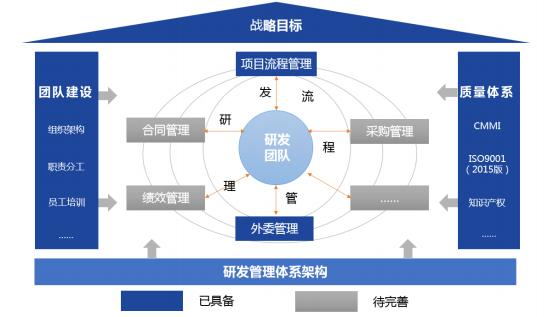 战略目标
团队建设
组织架构
职责分工
员工培训
......
项目流程管理
发
流
研
程
理
管
合同管理
采购管理
研发
团队
绩效管理
......
外委管理
质量体系
CMMI
ISO9001
（2015版）
知识产权
......
研发管理体系架构
已具备
待完善